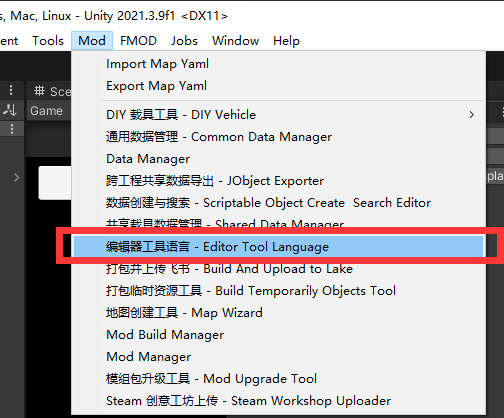 s, Mac, Linux - Unity 2021.3.9f1 <DX11>
ent Tools Mod FMOD Jobs Window Help
Import Map Yaml
Export Map Yaml
Sce
Game
DIY 载具工具 - DIY Vehicle
通用数据管理 - Common Data Manager
Data Manager
跨工程共享数据导出 - JObject Exporter
npla
数据创建与搜索 - Scriptable Object Create Search Editor
共享载具数据管理 - Shared Data Manager
编辑器工具语言 - Editor Tool Language
打包并上传飞书 - Build And Upload to Lake
打包临时资源工具 - Build Temporarily Objects Tool
地图创建工具 - Map Wizard
Mod Build Manager
Mod Manager
模组包升级工具 - Mod Upgrade Tool
Steam 创意工坊上传 - Steam Workshop Uploader